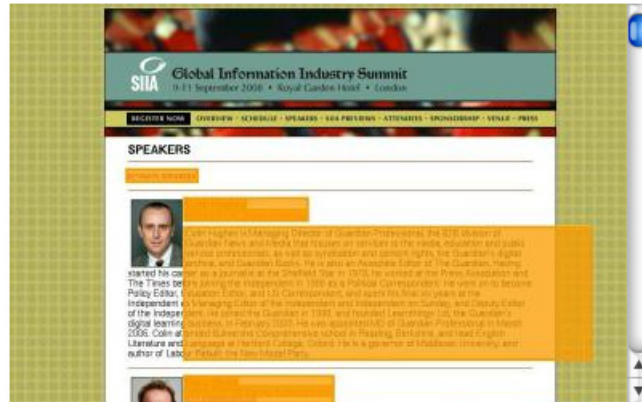 SIIA
Global Information Industry Summit
9-11 September 2008 • Royal Garden Hotel • London
REGISTER NOW OVERVIEW - SCHEDULE - SPEAKERS - SIIA PREVIEWS - ATTENDEES - SPONSORSHIP - VENUE - PRESS
SPEAKERS
KEYNOTE SPEAKERS
Colin Hughes is Managing Director of Guardian Professional, the B2B division of
Guardian News and Media that focuses on services to the media, education and public
service professionals, as well as syndication and content rights, the Guardian's digital
archive, and Guardian Books. He is also an Associate Editor of The Guardian. Having
started his career as a journalist at the Sheffield Star in 1978, he worked at the Press Association and
The Times before joining the Independent in 1986 as a Political Correspondent. He went on to become
Policy Editor, Education Editor, and US Correspondent, and spent his final six years at the
Independent as Managing Editor of the Independent and Independent on Sunday, and Deputy Editor
of the Independent. He joined the Guardian in 1999, and founded Learnthings Ltd, the Guardian's
digital learning business, in February 2000. He was appointed MD of Guardian Professional in March
2006. Colin attended Bulmershe Comprehensive school in Reading, Berkshire, and read English
Literature and Language at Hertford College, Oxford. He is a governor of Middlesex University, and
author of Labour Rebuilt: the New Model Party.